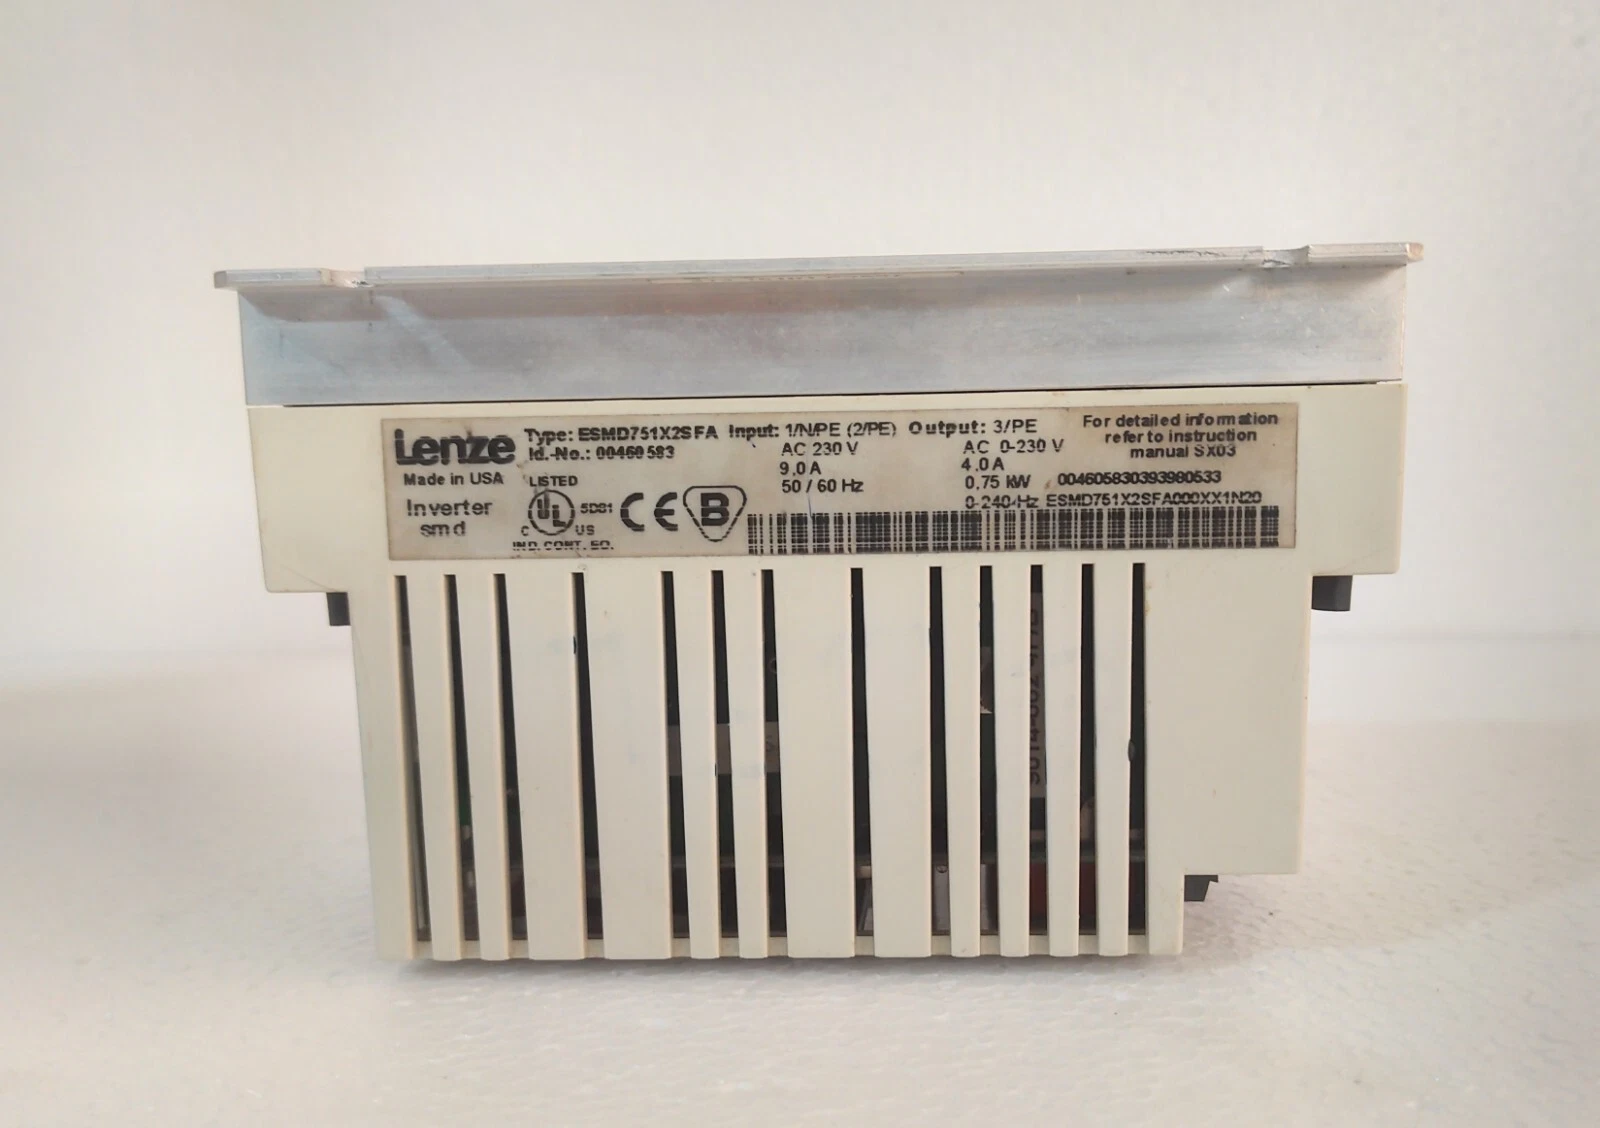 Lenze
Made in USA
Inverter
smd
Type: ESMD751X2SFA
Id.-No.: 00460583
LISTED
UL
C US
5D81
IND. CONT. EQ.
CE
B
Input: 1/N/PE (2/PE)
AC 230 V
9.0 A
50 / 60 Hz
Output: 3/PE
AC 0-230 V
4.0 A
0.75 kW
0-240 Hz
For detailed information
refer to instruction
manual SX03
004605830393980533
ESMD751X2SFA000XX1N20